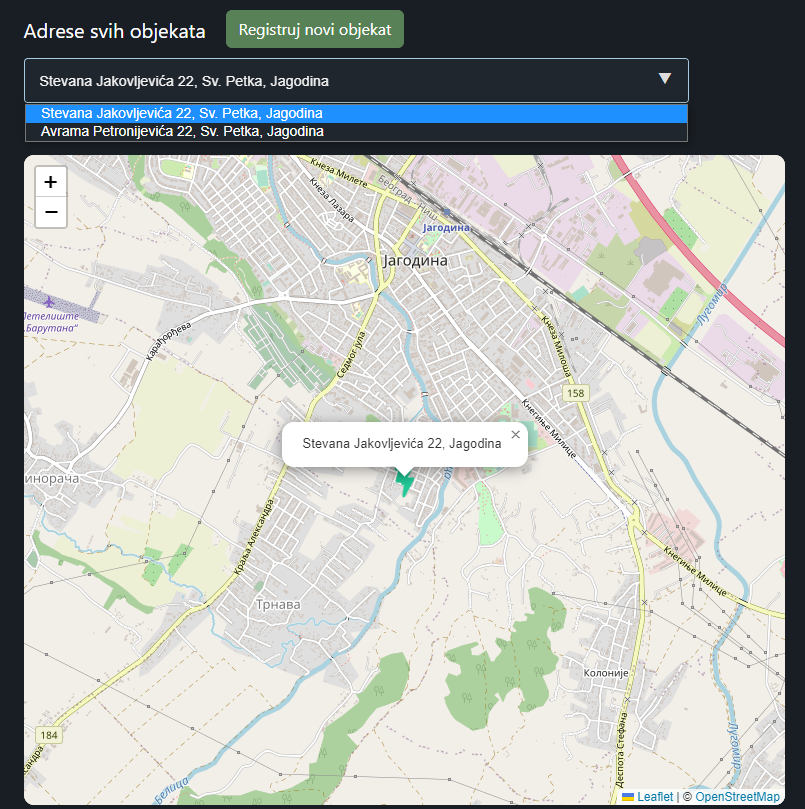 Adrese svih objekata
Registruj novi objekat
Stevana Jakovljevića 22, Sv. Petka, Jagodina
Stevana Jakovljevića 22, Sv. Petka, Jagodina
Avrama Petronijevića 22, Sv. Petka, Jagodina
+
−
Кнеза Милете
Београд - Ниш
Кнеза Лазара
Јагодина
Јагодина
Лугомир
Петелиште
„Барутана“
Карађорђева
Седмог јула
Кнеза Милоша
158
Кнегиње Милице
Stevana Jakovljevića 22, Jagodina
×
инорача
Краља Александра
Кнегиње Милице
Трнава
Колоније
184
Деспота Стефана
Лугомир
Белица
Leaflet | © OpenStreetMap